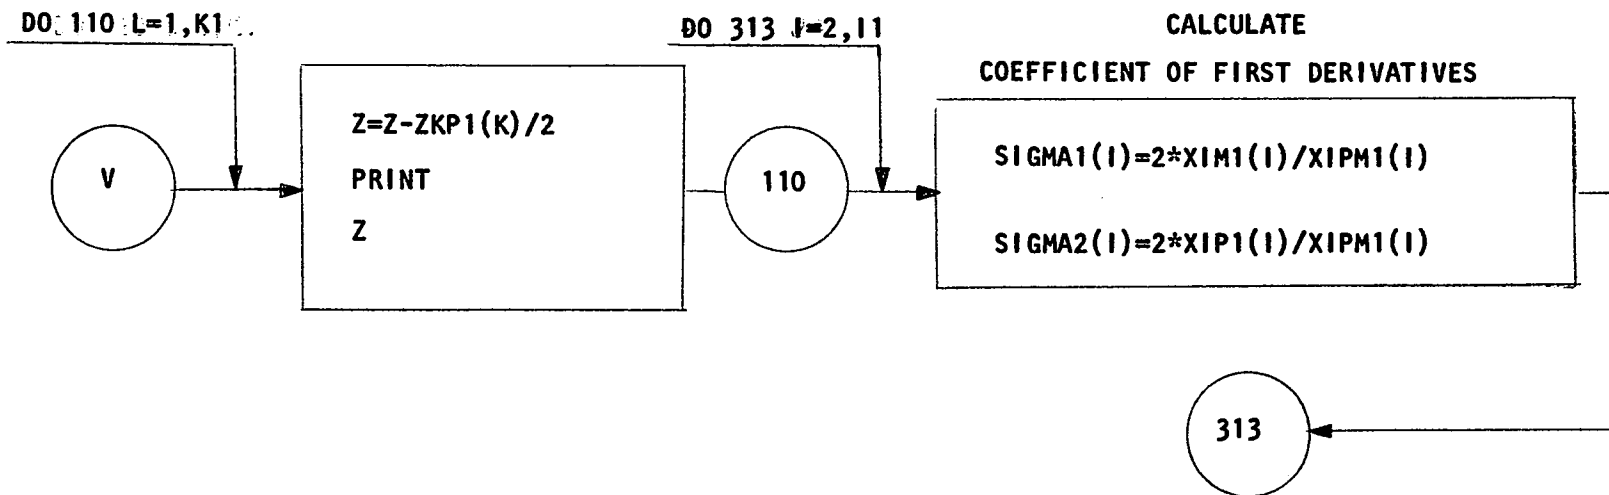 DO 110 L=1,K1
V
Z=Z-ZKP1(K)/2
PRINT
Z
110
DO 313 I=2,I1
CALCULATE
COEFFICIENT OF FIRST DERIVATIVES
SIGMA1(I)=2*XIM1(I)/XIPM1(I)
SIGMA2(I)=2*XIP1(I)/XIPM1(I)
313